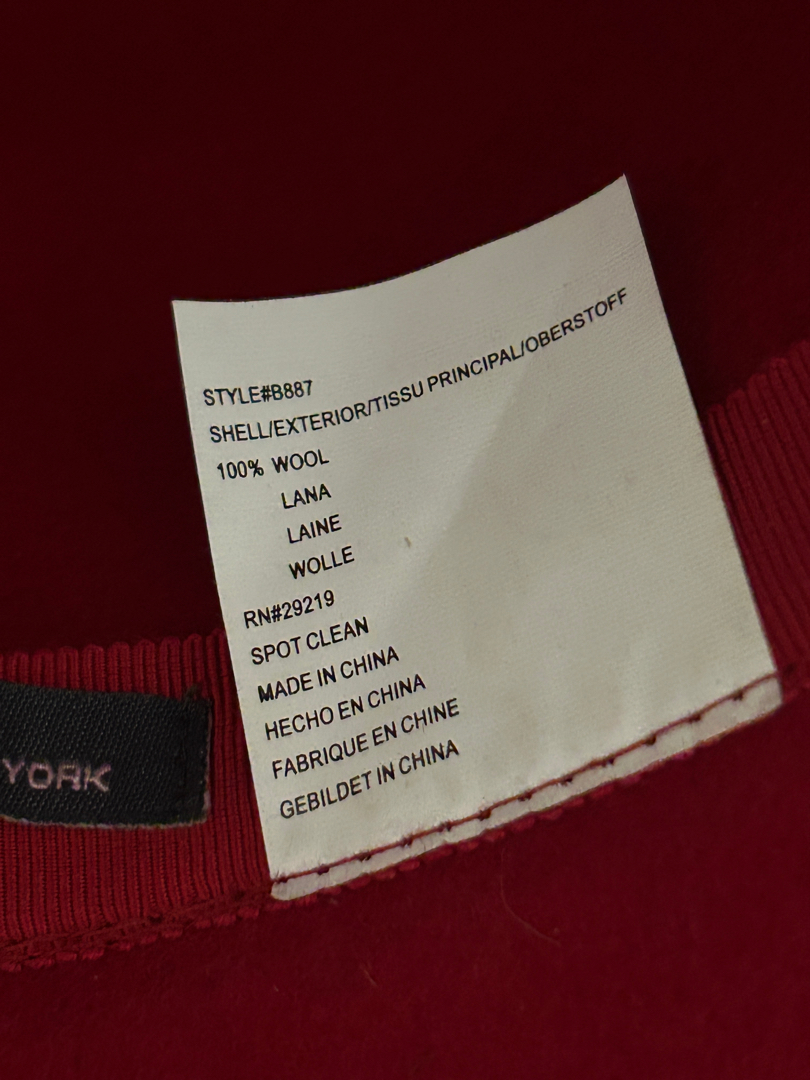 STYLE#B887
SHELL/EXTERIOR/TISSU PRINCIPAL/OBERSTOFF
100% WOOL
LANA
LAINE
WOLLE
RN#29219
SPOT CLEAN
MADE IN CHINA
HECHO EN CHINA
FABRIQUE EN CHINE
GEBILDET IN CHINA
YORK